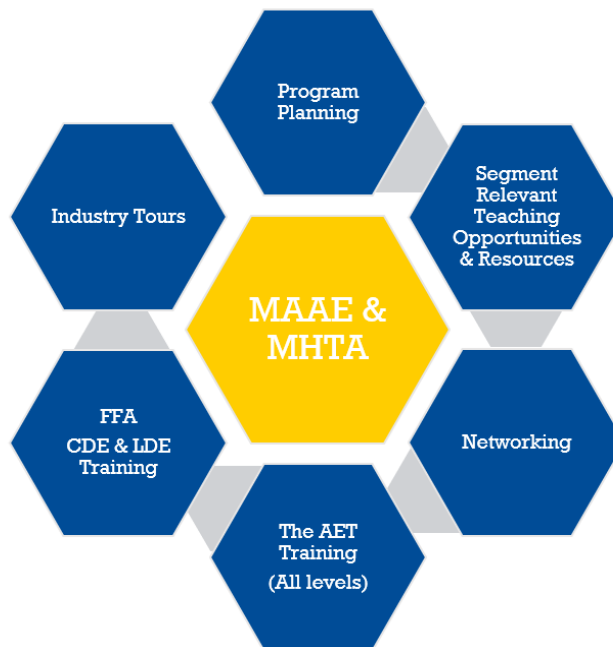 Program
Planning
Segment
Relevant
Teaching
Opportunities
& Resources
Industry Tours
MAAE &
MHTA
FFA
CDE & LDE
Training
Networking
The AET
Training
(All levels)